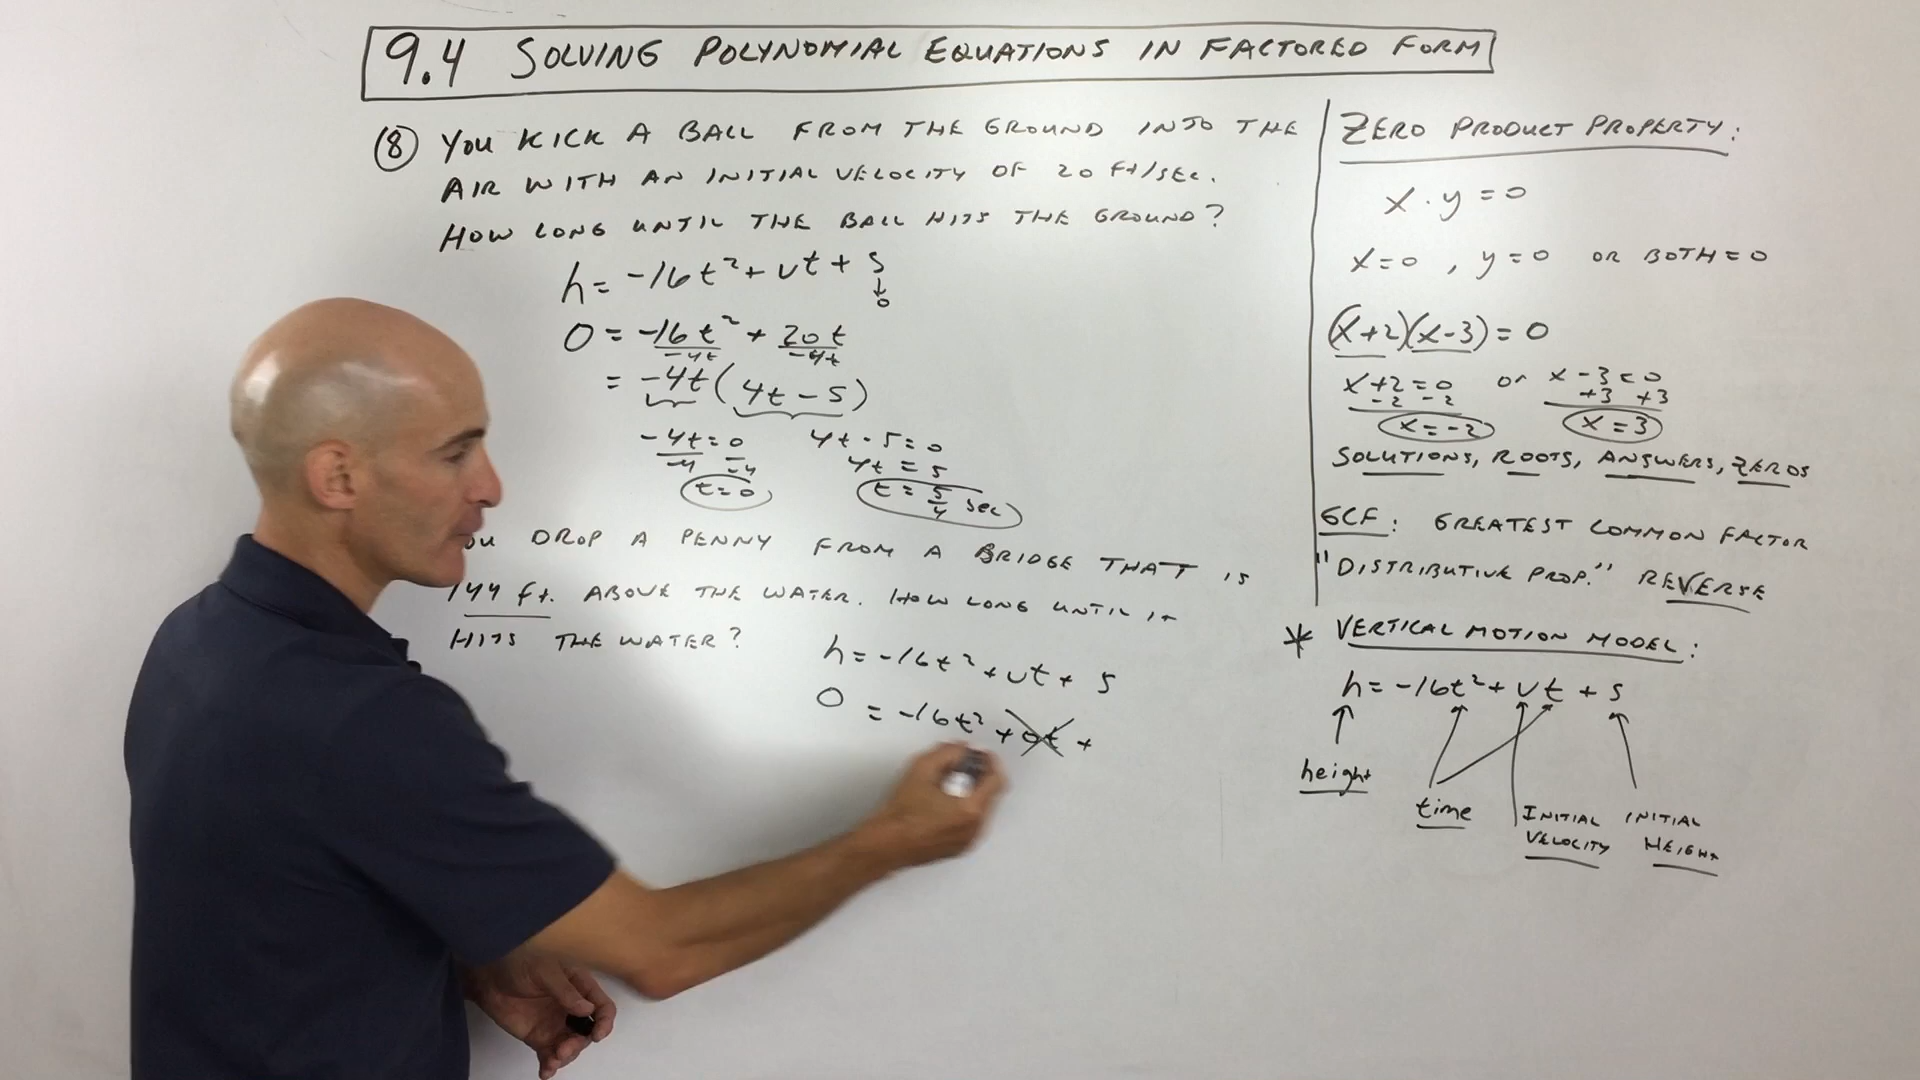 9.4 SOLVING POLYNOMIAL EQUATIONS IN FACTORED FORM
(8) YOU KICK A BALL FROM THE GROUND INTO THE
AIR WITH AN INITIAL VELOCITY OF 20 ft/SEC.
HOW LONG UNTIL THE BALL HITS THE GROUND?
h = -16t² + vt + s
↓
0
0 = -16t² + 20t
-4t -4t
= -4t(4t - 5)
-4t = 0 4t - 5 = 0
-4 -4 4t = 5
t = 0 t = 5/4 sec
DROP A PENNY FROM A BRIDGE THAT IS
144 ft. ABOVE THE WATER. HOW LONG UNTIL IT
HITS THE WATER?
h = -16t² + vt + s
0 = -16t² + 0t +
ZERO PRODUCT PROPERTY:
x · y = 0
x = 0, y = 0 OR BOTH = 0
(x+2)(x-3) = 0
x+2 = 0 or x-3 = 0
-2 -2 +3 +3
x = -2 x = 3
SOLUTIONS, ROOTS, ANSWERS, ZEROS
GCF: GREATEST COMMON FACTOR
"DISTRIBUTIVE PROP." REVERSE
* VERTICAL MOTION MODEL:
h = -16t² + vt + s
height
time
INITIAL VELOCITY
INITIAL HEIGHT